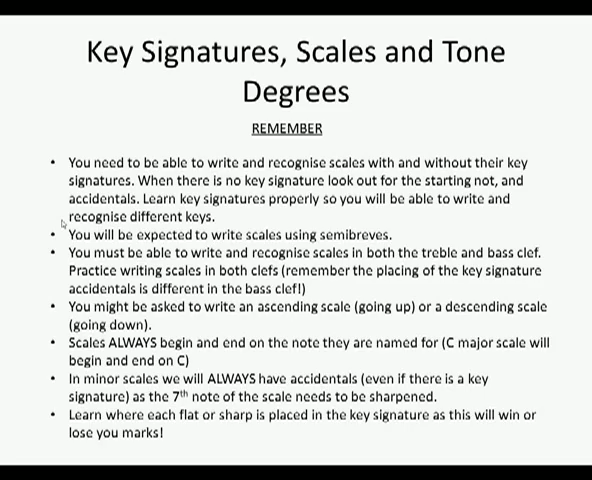 Key Signatures, Scales and Tone
Degrees
REMEMBER
• You need to be able to write and recognise scales with and without their key
signatures. When there is no key signature look out for the starting not, and
accidentals. Learn key signatures properly so you will be able to write and
recognise different keys.
• You will be expected to write scales using semibreves.
• You must be able to write and recognise scales in both the treble and bass clef.
Practice writing scales in both clefs (remember the placing of the key signature
accidentals is different in the bass clef!)
• You might be asked to write an ascending scale (going up) or a descending scale
(going down).
• Scales ALWAYS begin and end on the note they are named for (C major scale will
begin and end on C)
• In minor scales we will ALWAYS have accidentals (even if there is a key
signature) as the 7th note of the scale needs to be sharpened.
• Learn where each flat or sharp is placed in the key signature as this will win or
lose you marks!